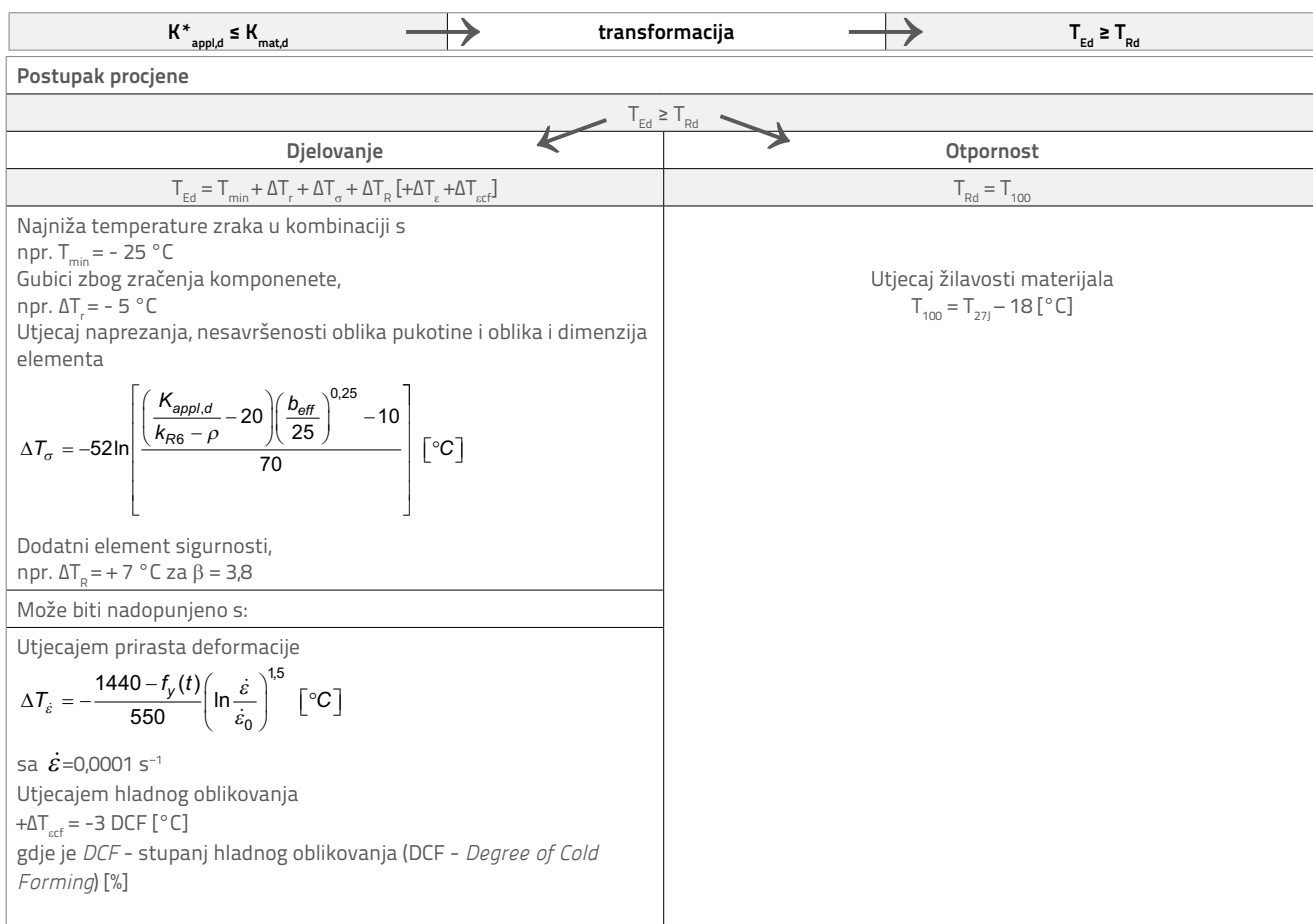 K*appl,d ≤ Kmat,d → transformacija → TEd ≥ TRd
Postupak procjene
TEd ≥ TRd
Djelovanje
Otpornost
TEd = Tmin + ΔTr + ΔTσ + ΔTR [+ΔTε +ΔTεcf]
TRd = T100
Najniža temperature zraka u kombinaciji s
npr. Tmin = - 25 °C
Gubici zbog zračenja komponenete,
npr. ΔTr = - 5 °C
Utjecaj naprezanja, nesavršenosti oblika pukotine i oblika i dimenzija
elementa
ΔTσ = −52ln[((Kappl,d/(kR6 − ρ) − 20)(beff/25)^0,25 − 10)/70] [°C]
Dodatni element sigurnosti,
npr. ΔTR = + 7 °C za β = 3,8
Može biti nadopunjeno s:
Utjecajem prirasta deformacije
ΔTε̇ = −(1440 − fy(t))/550 (ln ε̇/ε̇0)^1,5 [°C]
sa ε̇=0,0001 s⁻¹
Utjecajem hladnog oblikovanja
+ΔTεcf = -3 DCF [°C]
gdje je DCF - stupanj hladnog oblikovanja (DCF - Degree of Cold
Forming) [%]
Utjecaj žilavosti materijala
T100 = T27J – 18 [°C]